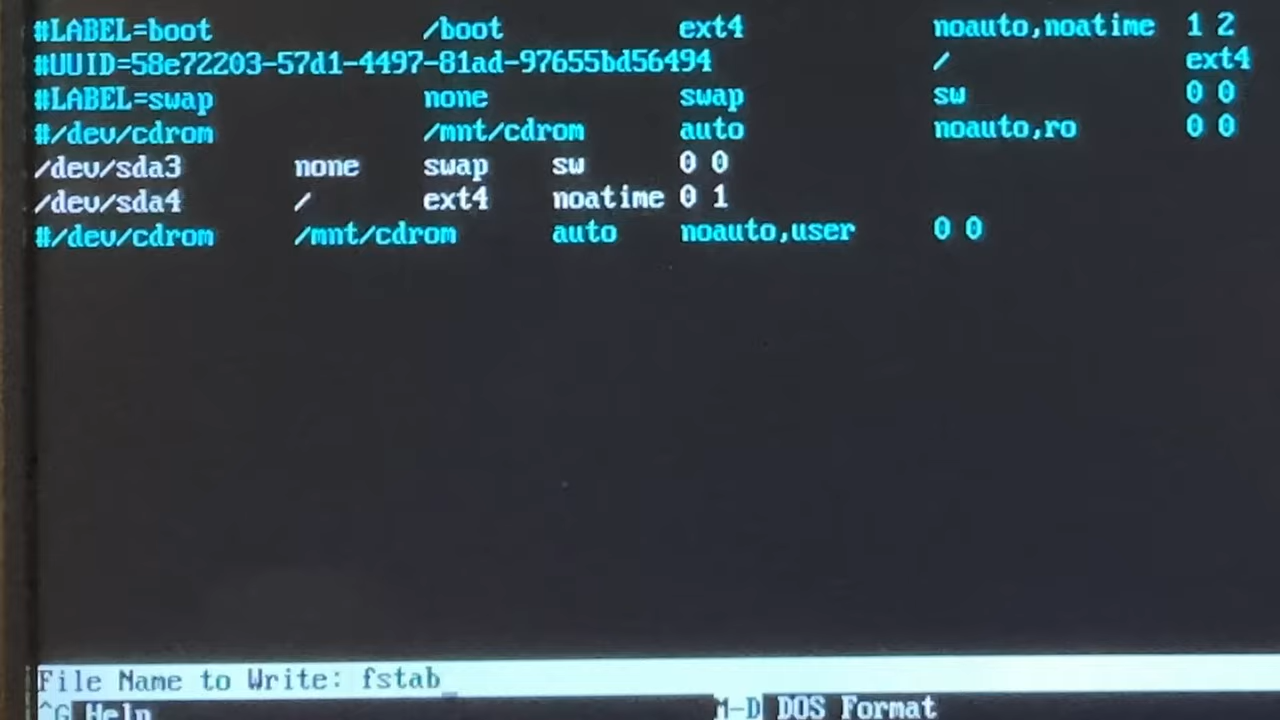 #LABEL=boot /boot ext4 noauto,noatime 1 2
#UUID=58e72203-57d1-4497-81ad-97655bd56494 / ext4
#LABEL=swap none swap sw 0 0
#/dev/cdrom /mnt/cdrom auto noauto,ro 0 0
/dev/sda3 none swap sw 0 0
/dev/sda4 / ext4 noatime 0 1
#/dev/cdrom /mnt/cdrom auto noauto,user 0 0
File Name to Write: fstab
^G Help M-D DOS Format